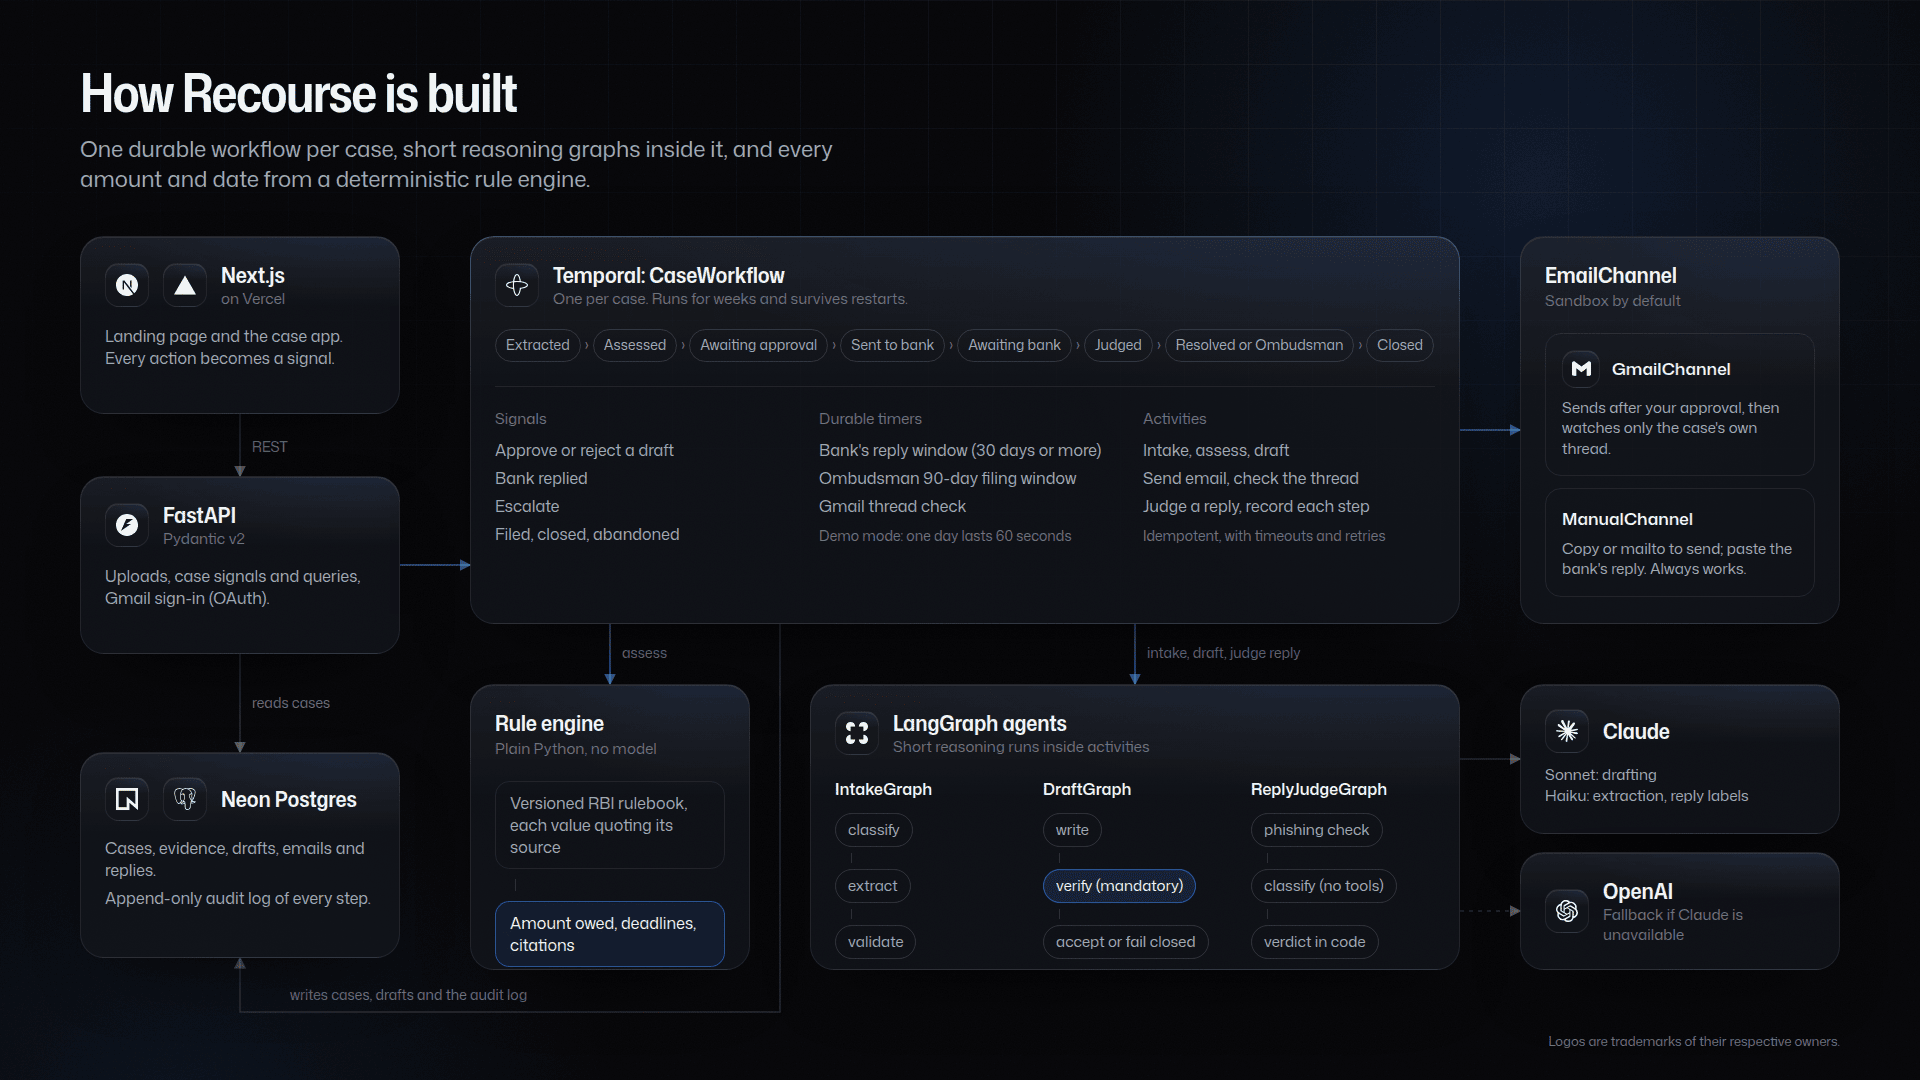 How Recourse is built
One durable workflow per case, short reasoning graphs inside it, and every
amount and date from a deterministic rule engine.
Next.js
on Vercel
Landing page and the case app.
Every action becomes a signal.
REST
FastAPI
Pydantic v2
Uploads, case signals and queries,
Gmail sign-in (OAuth).
reads cases
Neon Postgres
Cases, evidence, drafts, emails and
replies.
Append-only audit log of every step.
writes cases, drafts and the audit log
Temporal: CaseWorkflow
One per case. Runs for weeks and survives restarts.
Extracted › Assessed › Awaiting approval › Sent to bank › Awaiting bank › Judged › Resolved or Ombudsman › Closed
Signals
Approve or reject a draft
Bank replied
Escalate
Filed, closed, abandoned
Durable timers
Bank's reply window (30 days or more)
Ombudsman 90-day filing window
Gmail thread check
Demo mode: one day lasts 60 seconds
Activities
Intake, assess, draft
Send email, check the thread
Judge a reply, record each step
Idempotent, with timeouts and retries
assess
intake, draft, judge reply
Rule engine
Plain Python, no model
Versioned RBI rulebook,
each value quoting its
source
Amount owed, deadlines,
citations
LangGraph agents
Short reasoning runs inside activities
IntakeGraph
classify
extract
validate
DraftGraph
write
verify (mandatory)
accept or fail closed
ReplyJudgeGraph
phishing check
classify (no tools)
verdict in code
EmailChannel
Sandbox by default
GmailChannel
Sends after your approval, then
watches only the case's own
thread.
ManualChannel
Copy or mailto to send; paste the
bank's reply. Always works.
Claude
Sonnet: drafting
Haiku: extraction, reply labels
OpenAI
Fallback if Claude is
unavailable
Logos are trademarks of their respective owners.